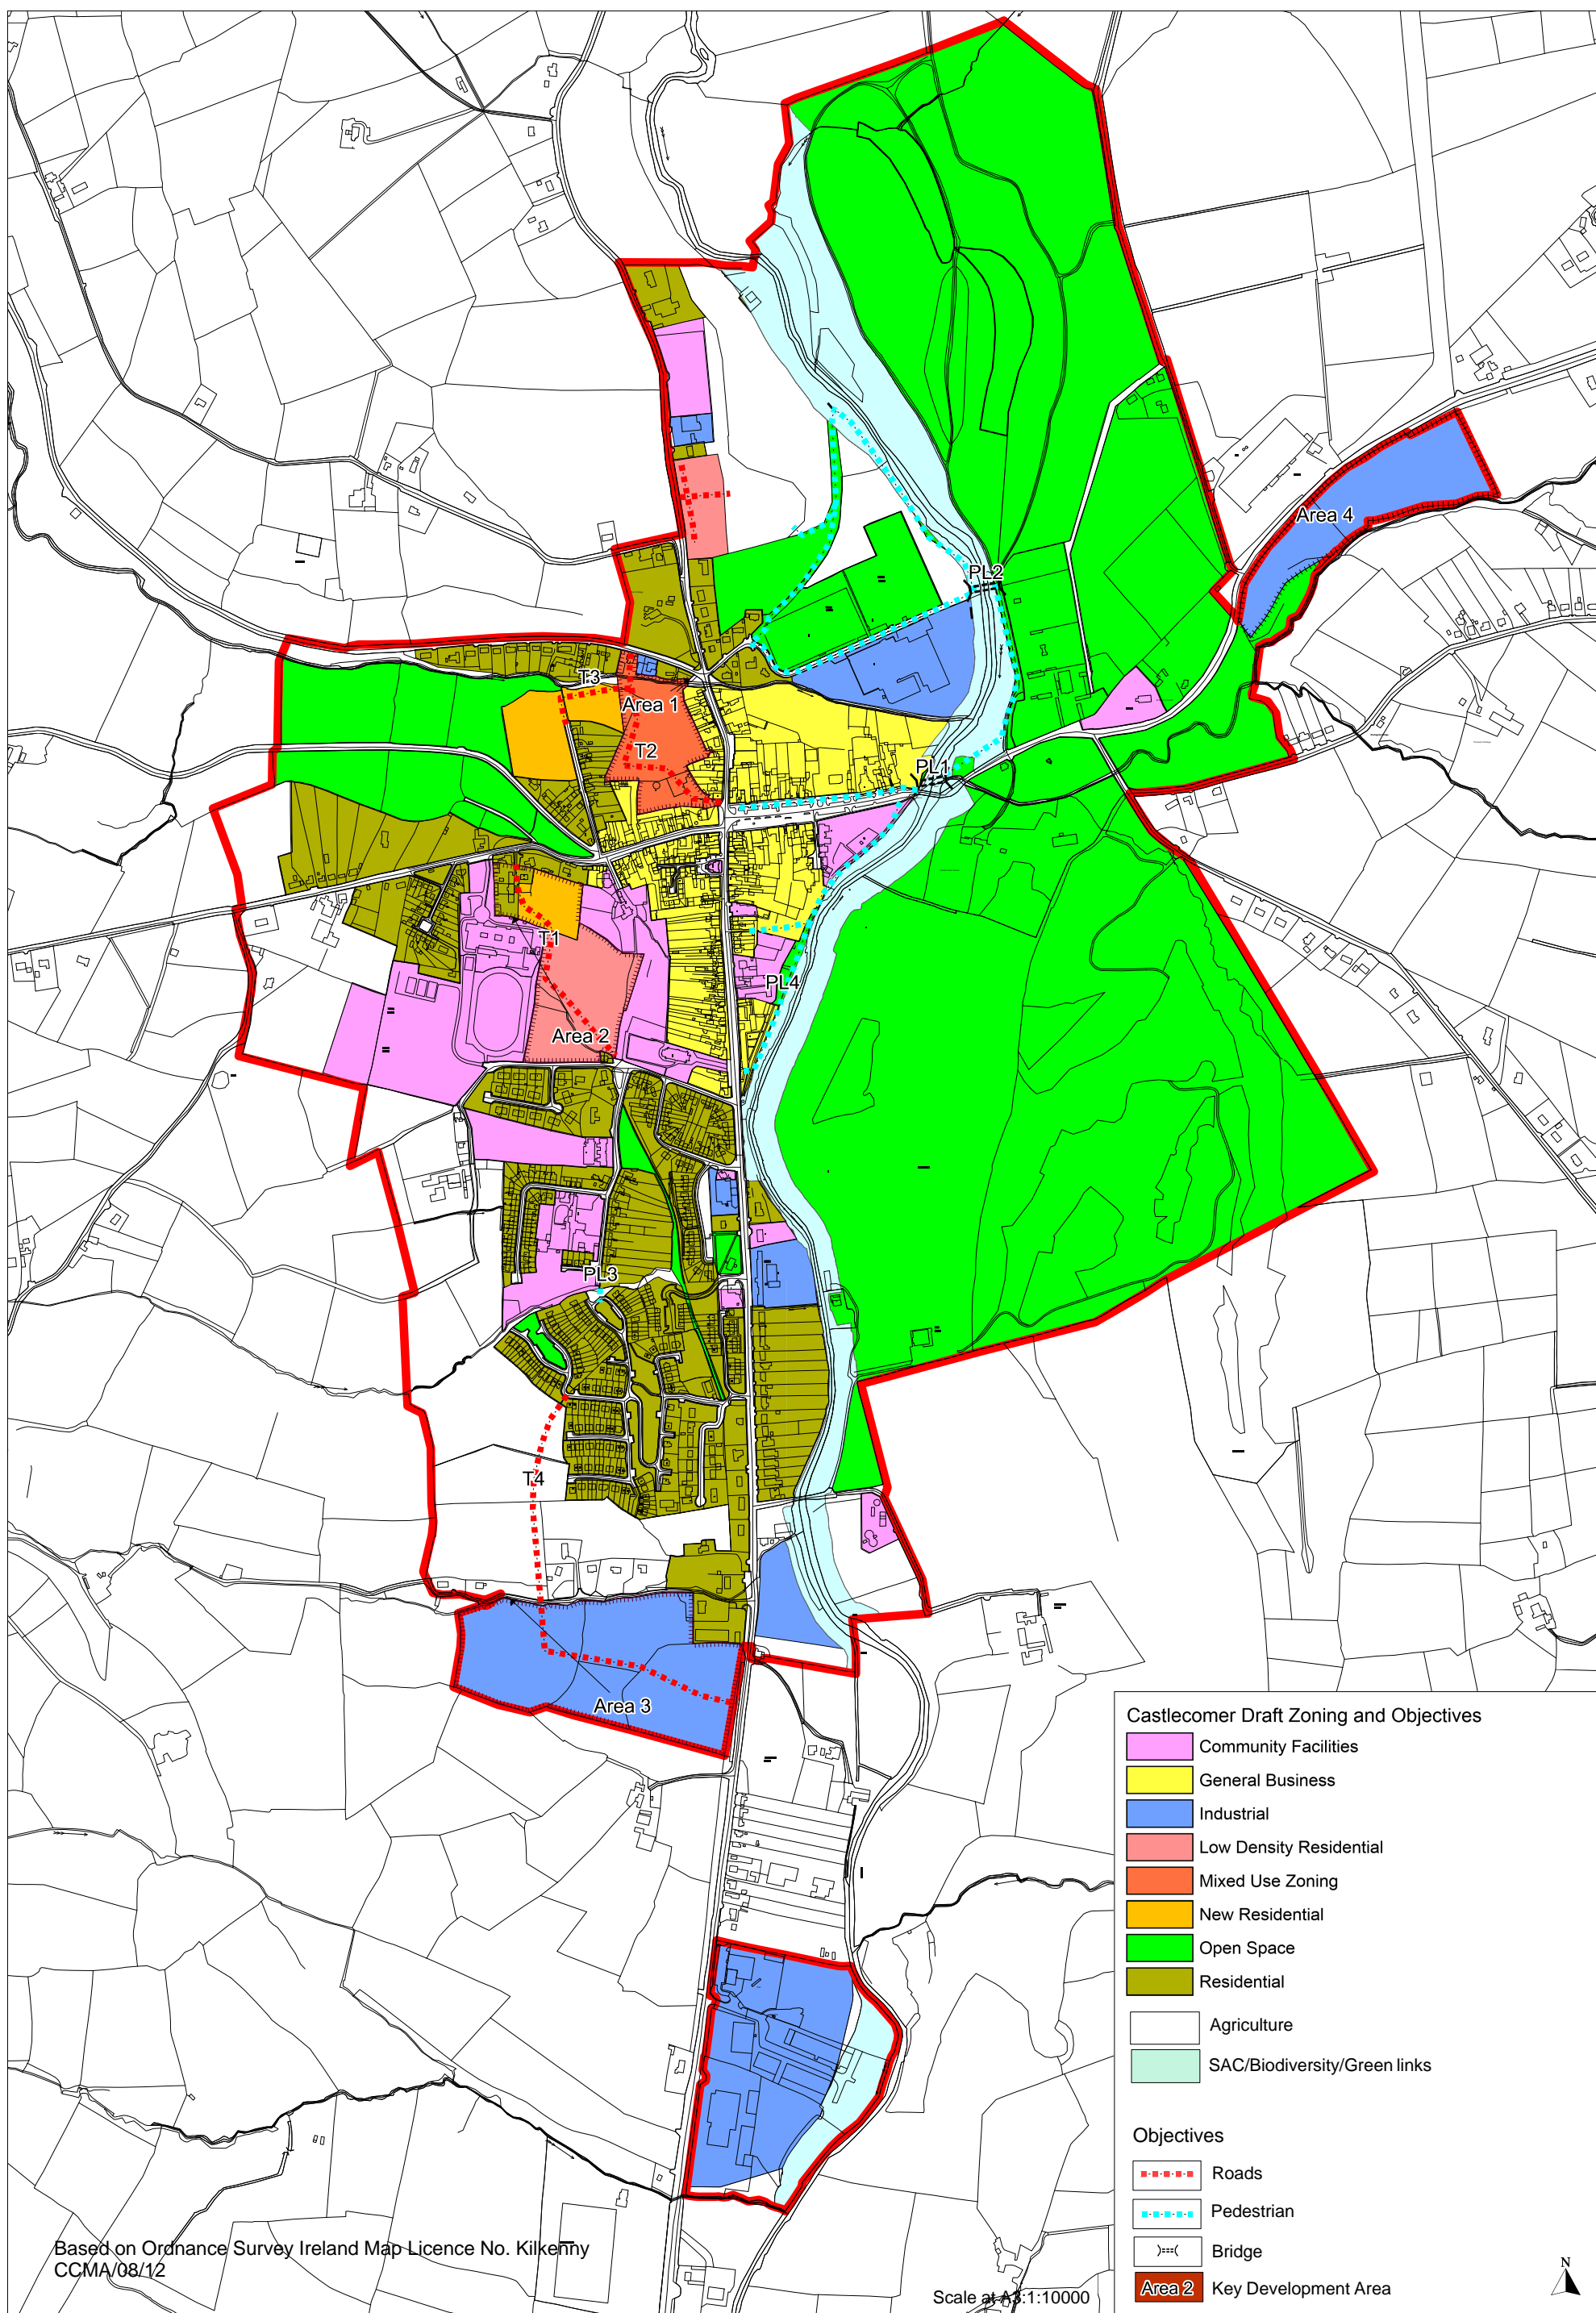 PL2
Area 4
T3
Area 1
T2
PL1
T1
PL4
Area 2
PL3
T4
Area 3
Castlecomer Draft Zoning and Objectives
Community Facilities
General Business
Industrial
Low Density Residential
Mixed Use Zoning
New Residential
Open Space
Residential
Agriculture
SAC/Biodiversity/Green links
Objectives
Roads
Pedestrian
Bridge
Area 2 Key Development Area
N
Based on Ordnance Survey Ireland Map Licence No. Kilkenny
CCMA/08/12
Scale at A3:1:10000